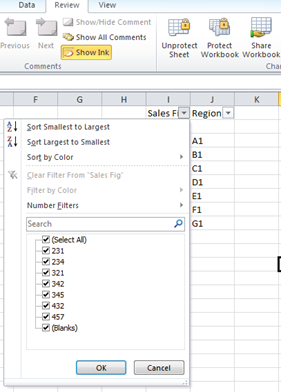 Data Review View
Previous Next
Show/Hide Comment
Show All Comments
Show Ink
Comments
Unprotect Sheet
Protect Workbook
Share Workbook
F G H I J K
Sales Fi Region
Sort Smallest to Largest
Sort Largest to Smallest
Sort by Color
Clear Filter From "Sales Fig"
Filter by Color
Number Filters
Search
(Select All)
231
234
321
342
345
432
457
(Blanks)
OK Cancel
A1
B1
C1
D1
E1
F1
G1